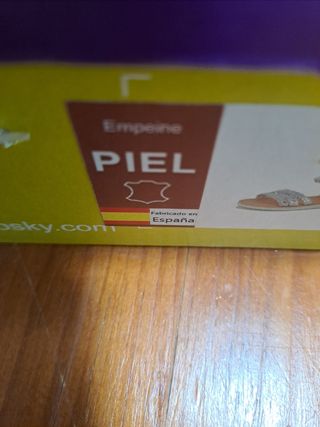 Empeine
PIEL
Fabricado en
España
osky.com